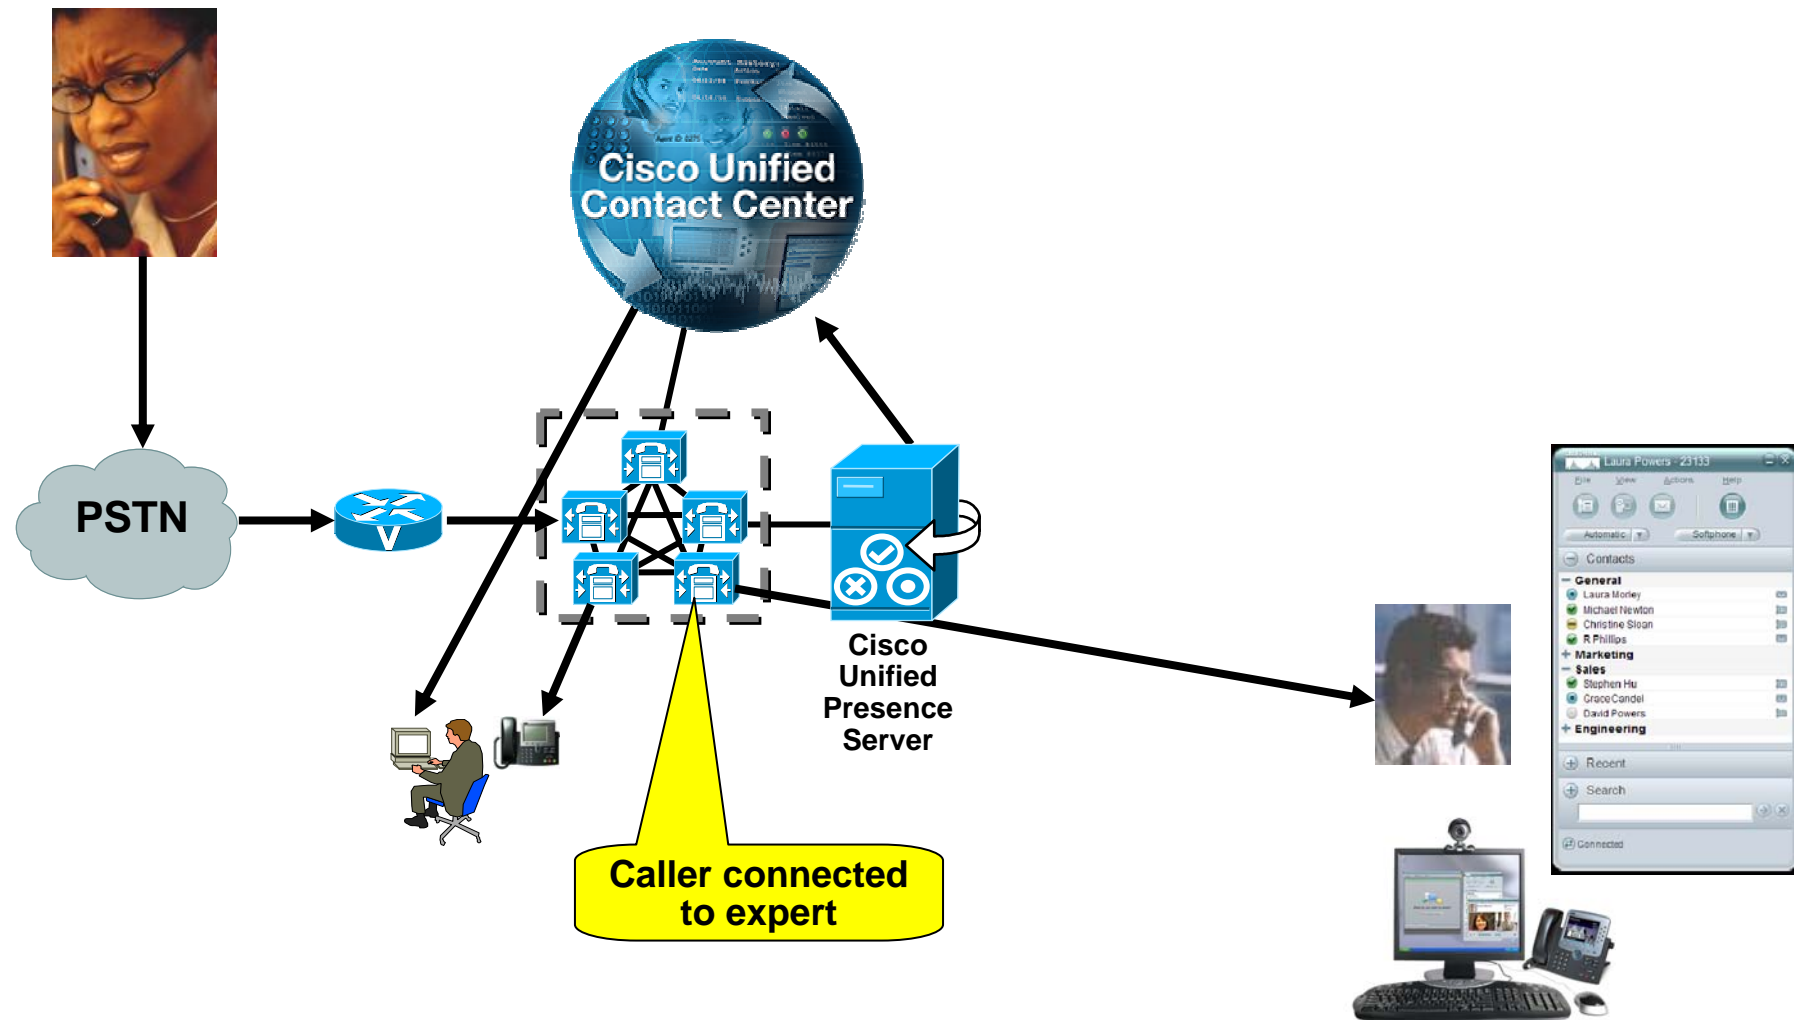 Cisco Unified
Contact Center
PSTN
V
Cisco
Unified
Presence
Server
Caller connected
to expert
Laura Powers - 23133
File View Actions Help
Automatic Softphone
Contacts
General
Laura Morley
Michael Newton
Christine Sloan
R Phillips
Marketing
Sales
Stephen Hu
Grace Candel
David Powers
Engineering
Recent
Search
Connected